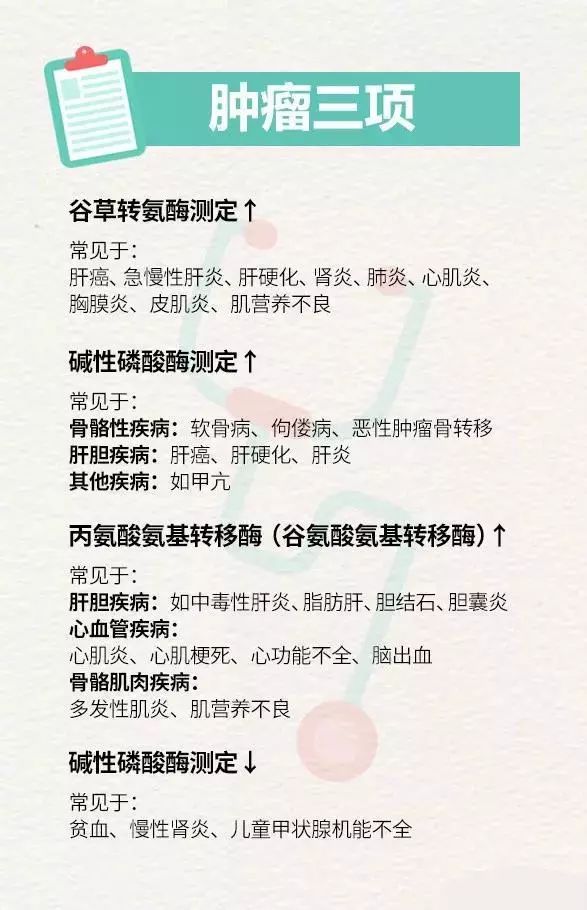 肿瘤三项
谷草转氨酶测定↑
常见于：
肝癌、急慢性肝炎、肝硬化、肾炎、肺炎、心肌炎、
胸膜炎、皮肌炎、肌营养不良
碱性磷酸酶测定↑
常见于：
骨骼性疾病：软骨病、佝偻病、恶性肿瘤骨转移
肝胆疾病：肝癌、肝硬化、肝炎
其他疾病：如甲亢
丙氨酸氨基转移酶（谷氨酸氨基转移酶）↑
常见于：
肝胆疾病：如中毒性肝炎、脂肪肝、胆结石、胆囊炎
心血管疾病：
心肌炎、心肌梗死、心功能不全、脑出血
骨骼肌肉疾病：
多发性肌炎、肌营养不良
碱性磷酸酶测定↓
常见于：
贫血、慢性肾炎、儿童甲状腺机能不全